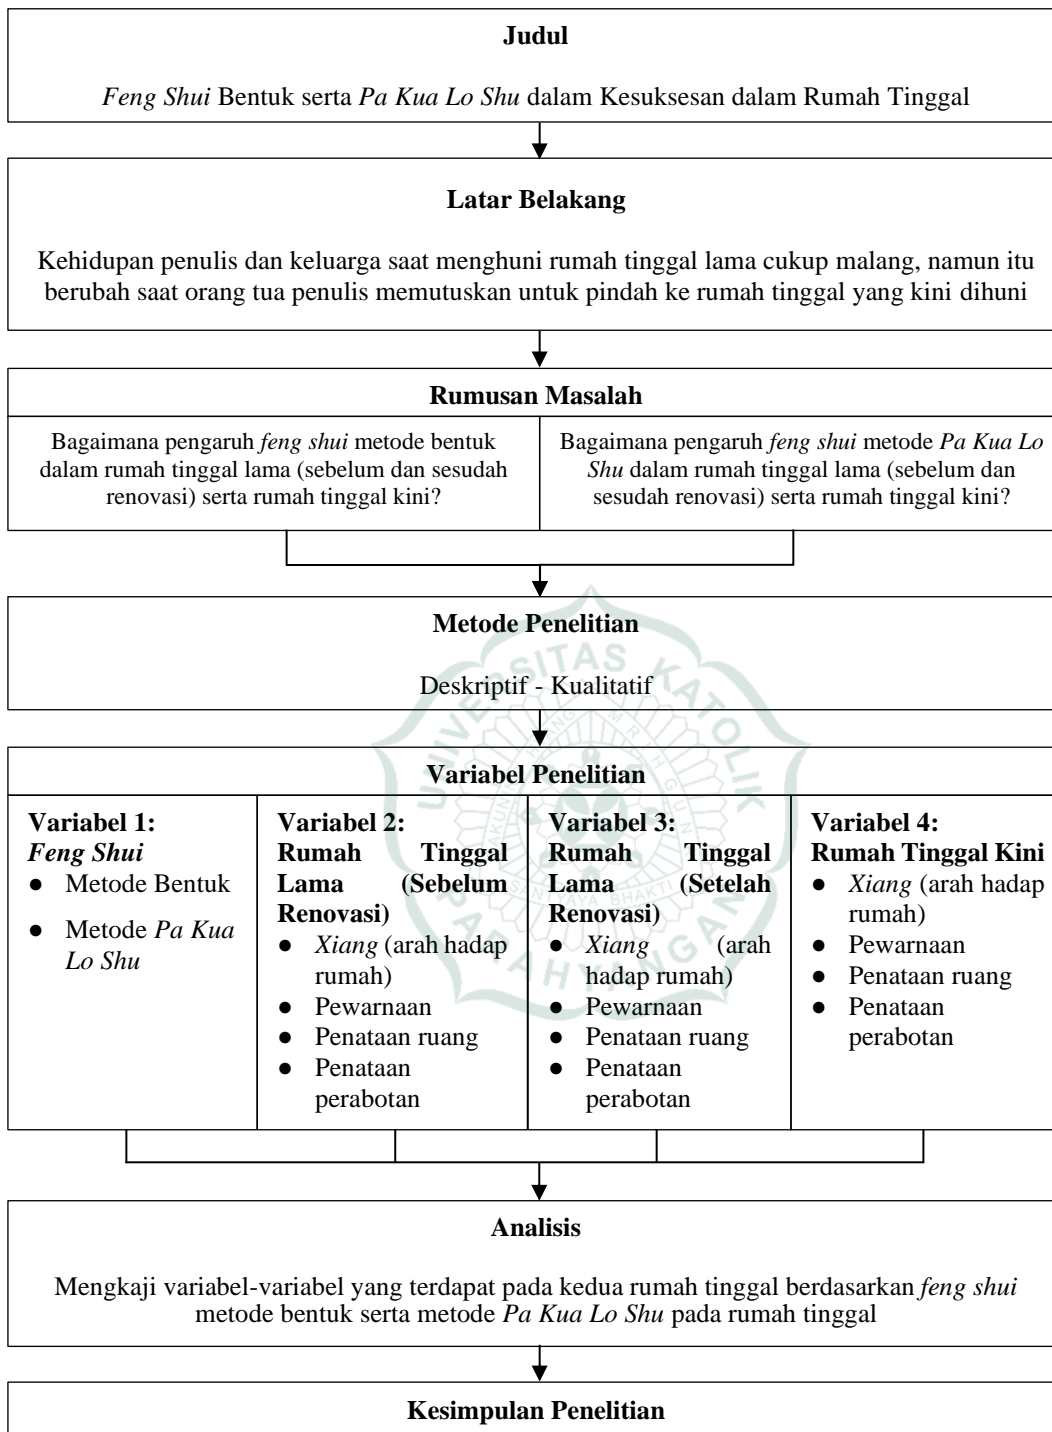 Judul
Feng Shui Bentuk serta Pa Kua Lo Shu dalam Kesuksesan dalam Rumah Tinggal
Latar Belakang
Kehidupan penulis dan keluarga saat menghuni rumah tinggal lama cukup malang, namun itu
berubah saat orang tua penulis memutuskan untuk pindah ke rumah tinggal yang kini dihuni
Rumusan Masalah
Bagaimana pengaruh feng shui metode bentuk
dalam rumah tinggal lama (sebelum dan sesudah
renovasi) serta rumah tinggal kini?
Bagaimana pengaruh feng shui metode Pa Kua Lo
Shu dalam rumah tinggal lama (sebelum dan
sesudah renovasi) serta rumah tinggal kini?
Metode Penelitian
Deskriptif - Kualitatif
UNIVERSITAS KATOLIK
PARAHYANGAN
Variabel Penelitian
Variabel 1:
Feng Shui
● Metode Bentuk
● Metode Pa Kua
Lo Shu
Variabel 2:
Rumah Tinggal
Lama (Sebelum
Renovasi)
● Xiang (arah hadap
rumah)
● Pewarnaan
● Penataan ruang
● Penataan
perabotan
Variabel 3:
Rumah Tinggal
Lama (Setelah
Renovasi)
● Xiang (arah
hadap rumah)
● Pewarnaan
● Penataan ruang
● Penataan
perabotan
Variabel 4:
Rumah Tinggal Kini
● Xiang (arah hadap
rumah)
● Pewarnaan
● Penataan ruang
● Penataan
perabotan
Analisis
Mengkaji variabel-variabel yang terdapat pada kedua rumah tinggal berdasarkan feng shui
metode bentuk serta metode Pa Kua Lo Shu pada rumah tinggal
Kesimpulan Penelitian